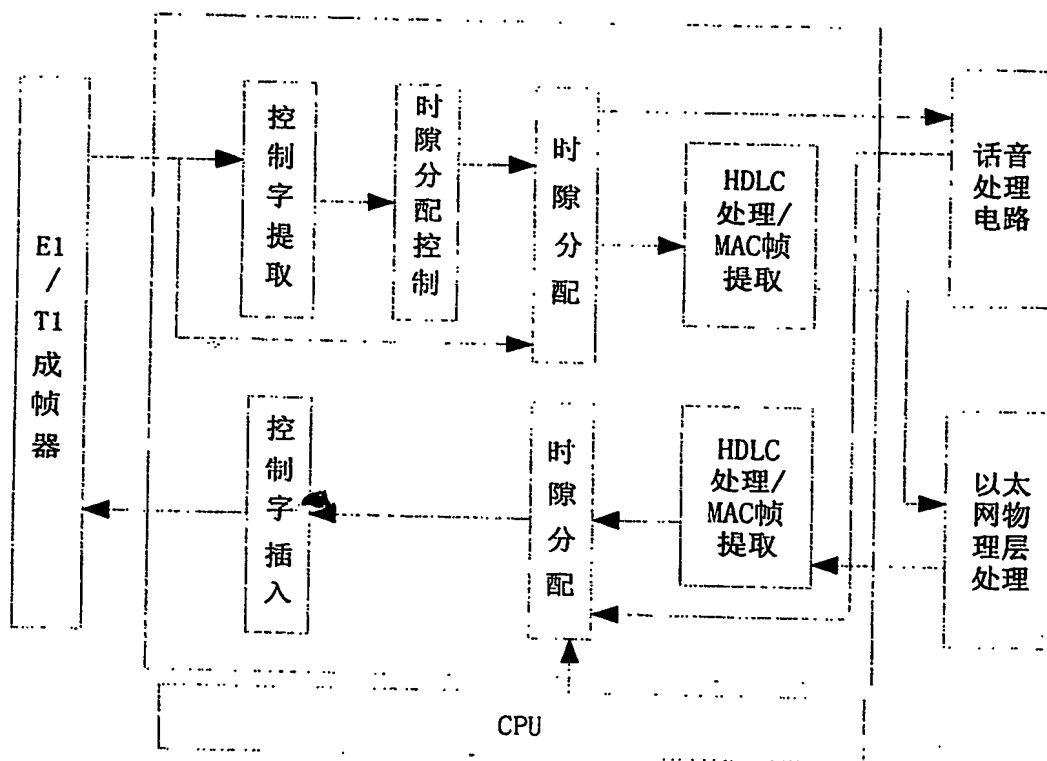 E1
/
T1
成
帧
器
控制字提取
时隙分配控制
时隙分配
HDLC
处理/
MAC帧
提取
话音
处理
电路
控制字插入
时隙分配
HDLC
处理/
MAC帧
提取
以太
网物
理层
处理
CPU